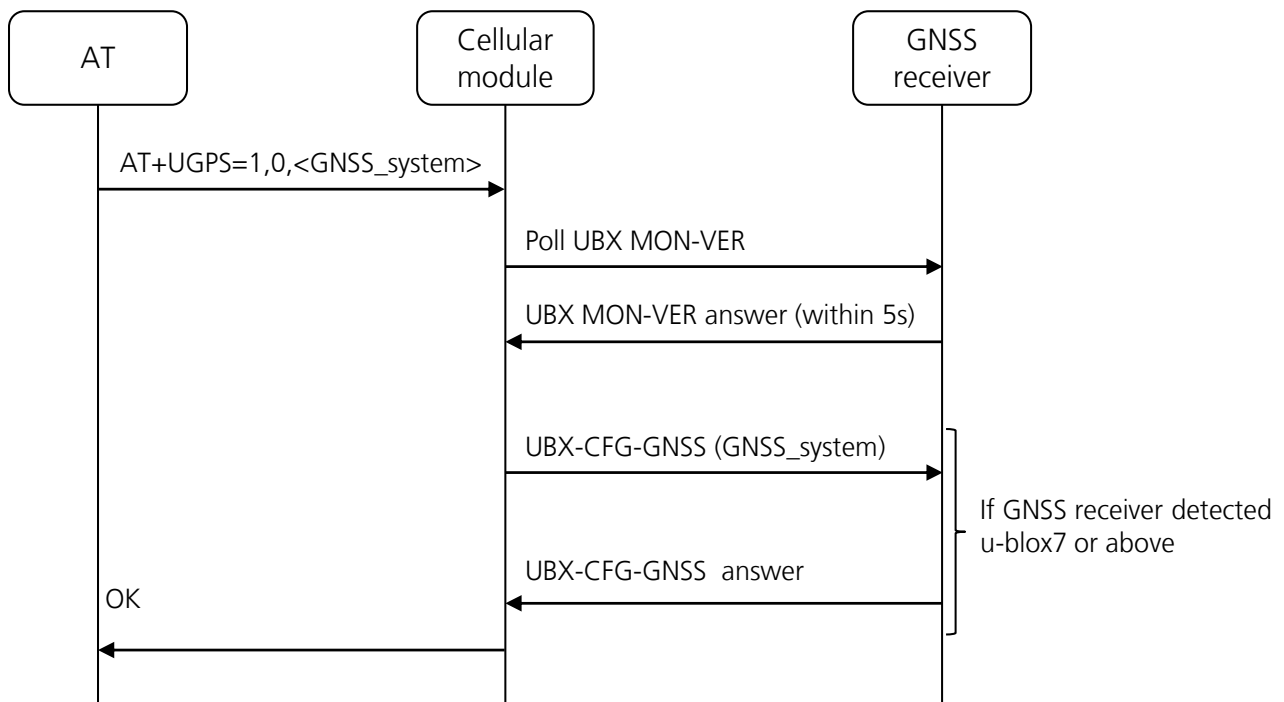 AT
Cellular
module
GNSS
receiver
AT+UGPS=1,0,<GNSS_system>
Poll UBX MON-VER
UBX MON-VER answer (within 5s)
UBX-CFG-GNSS (GNSS_system)
If GNSS receiver detected
u-blox7 or above
UBX-CFG-GNSS answer
OK